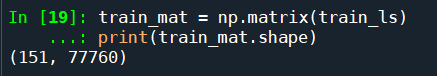 In [19]: train_mat = np.matrix(train_ls)
    ...: print(train_mat.shape)
(151, 77760)